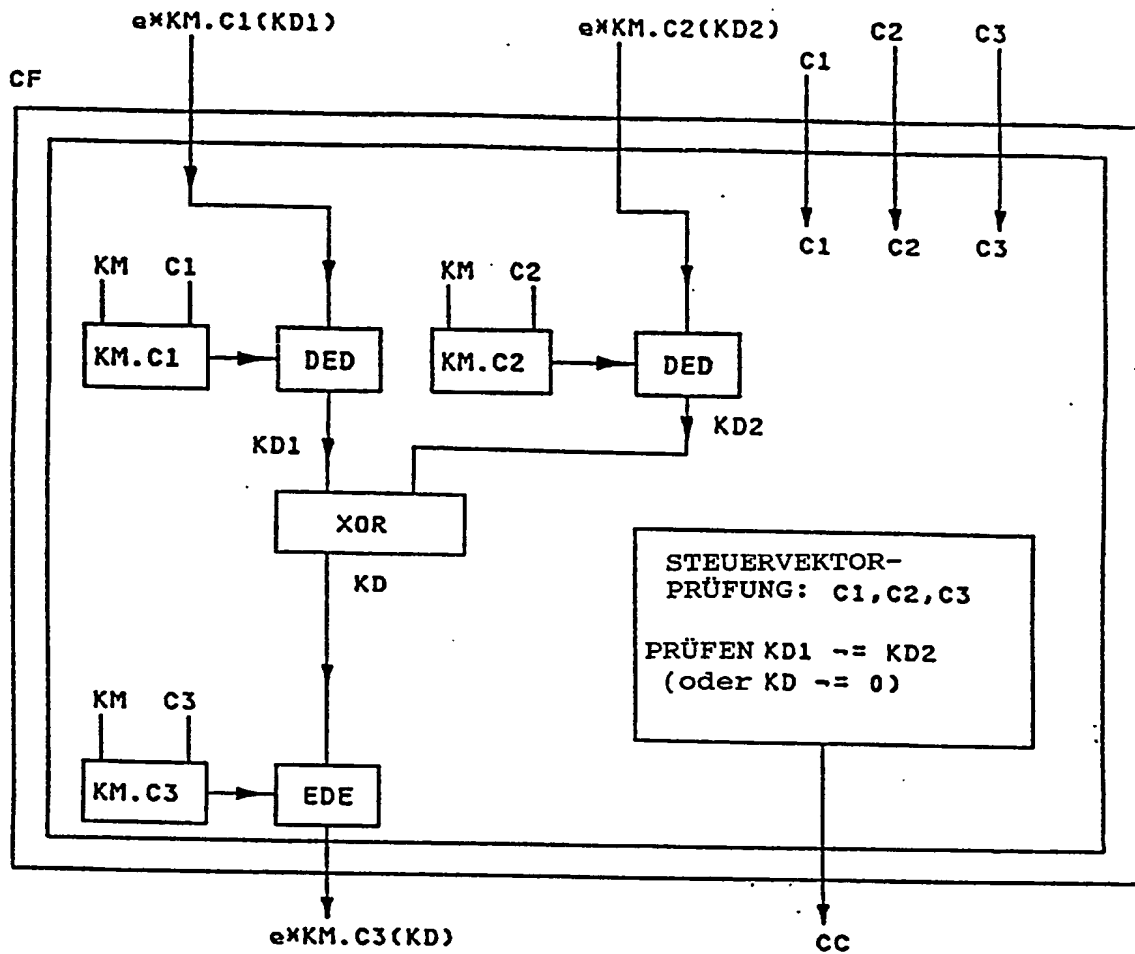 e*KM.C1(KD1)
e*KM.C2(KD2)
C1
C2
C3
CF
C1
C2
C3
KM C1
KM C2
KM.C1
DED
KM.C2
DED
KD1
KD2
XOR
KD
STEUERVEKTOR-
PRÜFUNG: C1,C2,C3
PRÜFEN KD1 ¬= KD2
(oder KD ¬= 0)
KM C3
KM.C3
EDE
e*KM.C3(KD)
CC